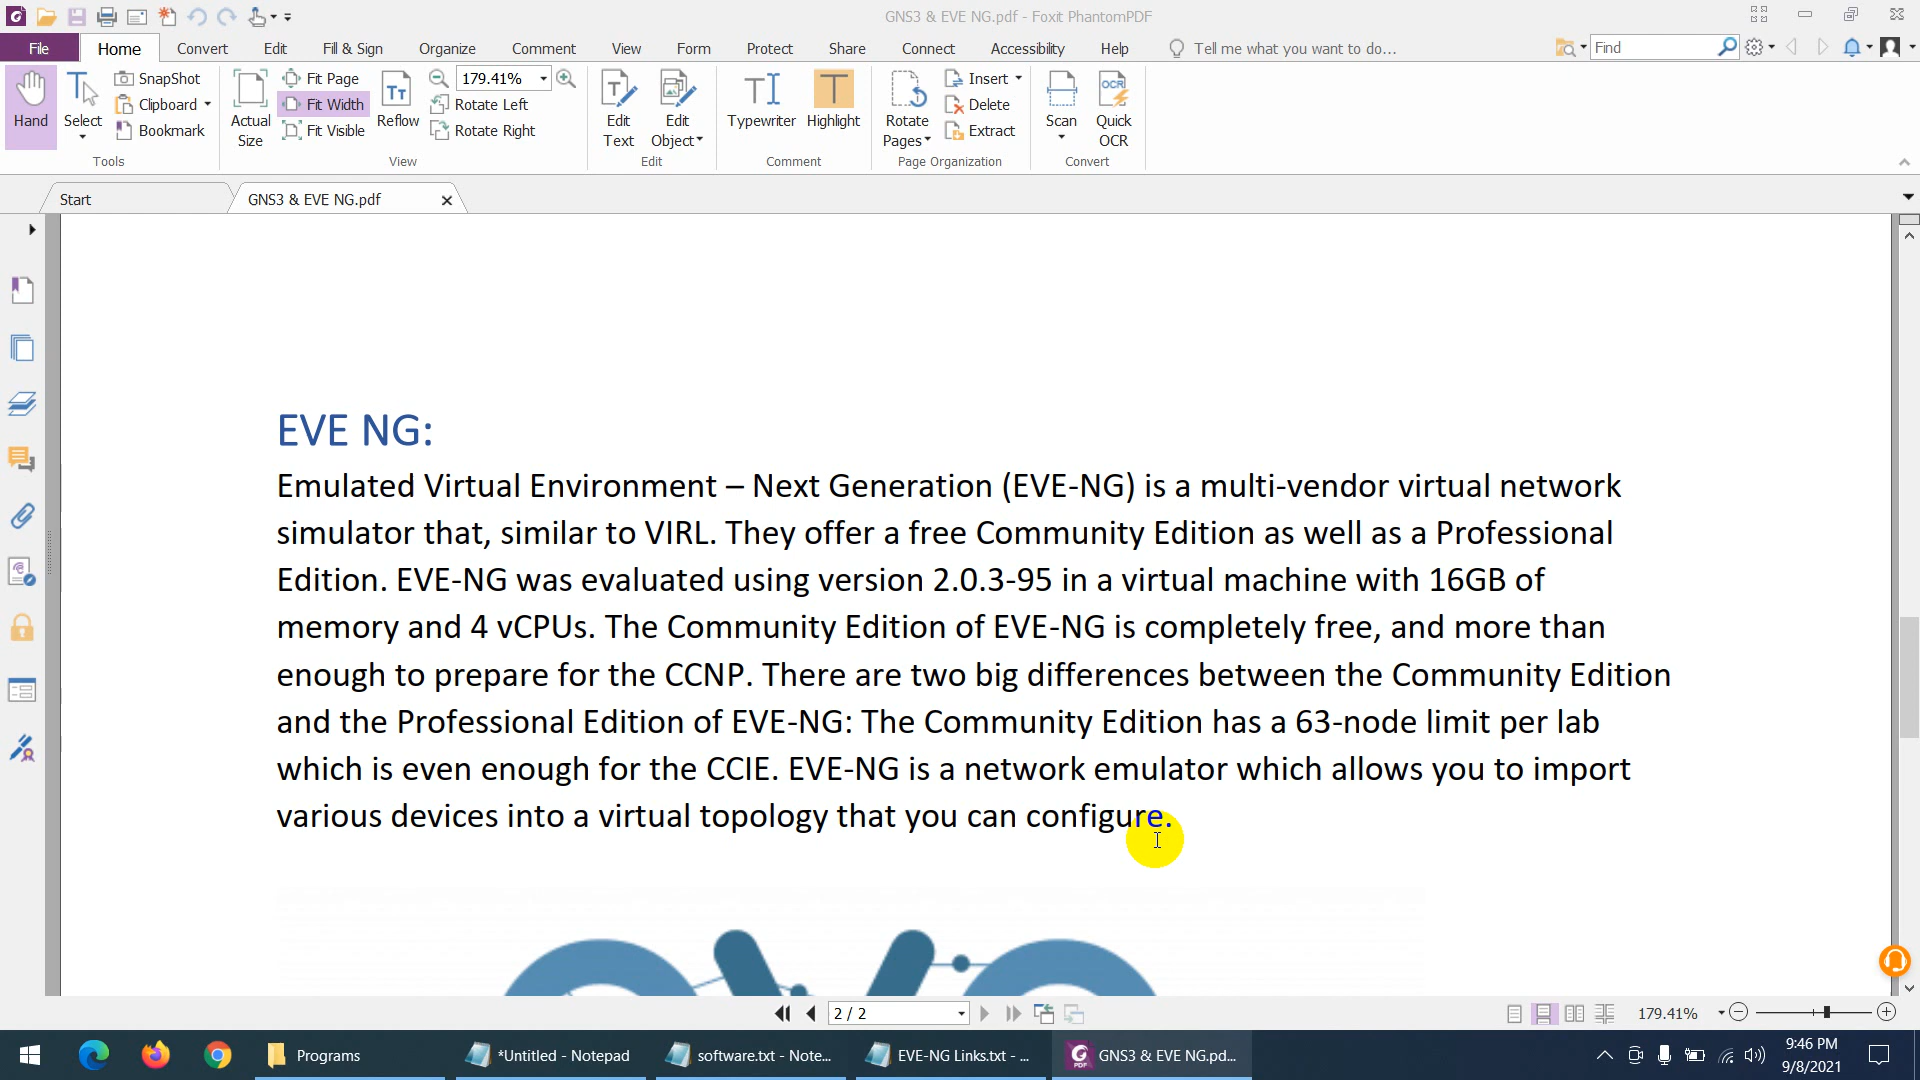 GNS3 & EVE NG.pdf - Foxit PhantomPDF
File Home Convert Edit Fill & Sign Organize Comment View Form Protect Share Connect Accessibility Help Tell me what you want to do... Find
Hand
Select
SnapShot
Clipboard
Bookmark
Tools
Actual
Size
Fit Page
Fit Width
Fit Visible
Reflow
179.41%
Rotate Left
Rotate Right
View
Edit
Text
Edit
Object
Edit
Typewriter
Highlight
Comment
Rotate
Pages
Insert
Delete
Extract
Page Organization
Scan
OCR
Quick
OCR
Convert
Start
GNS3 & EVE NG.pdf
EVE NG:
Emulated Virtual Environment – Next Generation (EVE-NG) is a multi-vendor virtual network
simulator that, similar to VIRL. They offer a free Community Edition as well as a Professional
Edition. EVE-NG was evaluated using version 2.0.3-95 in a virtual machine with 16GB of
memory and 4 vCPUs. The Community Edition of EVE-NG is completely free, and more than
enough to prepare for the CCNP. There are two big differences between the Community Edition
and the Professional Edition of EVE-NG: The Community Edition has a 63-node limit per lab
which is even enough for the CCIE. EVE-NG is a network emulator which allows you to import
various devices into a virtual topology that you can configure.
2 / 2
179.41%
Programs
*Untitled - Notepad
software.txt - Note...
EVE-NG Links.txt - ...
PDF
GNS3 & EVE NG.pd...
9:46 PM
9/8/2021